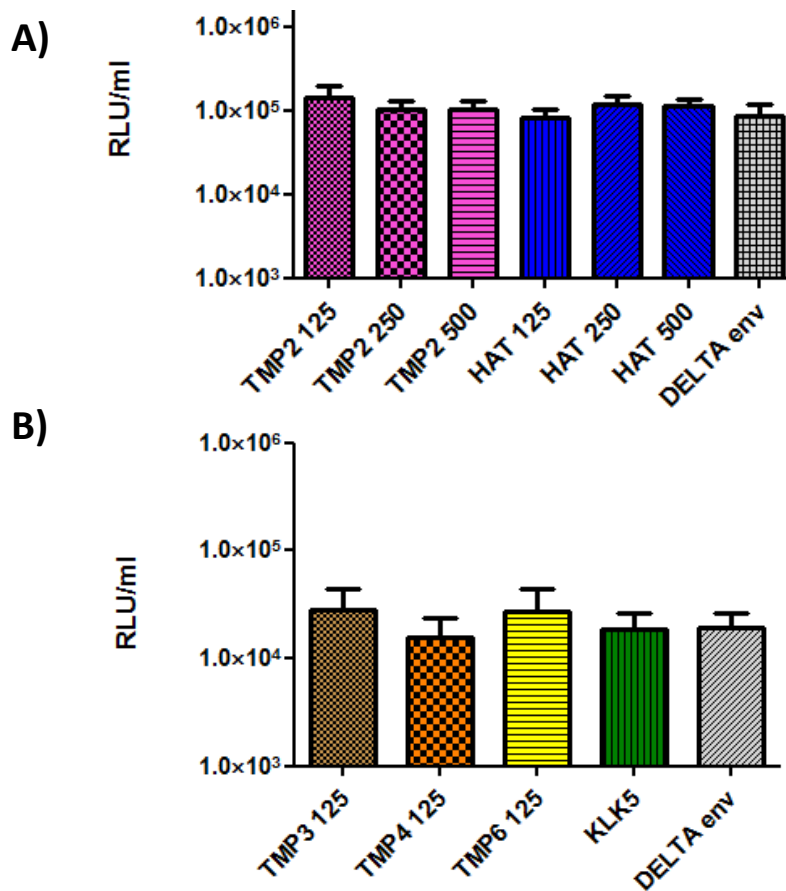 A)
RLU/ml
1.0×10⁶
1.0×10⁵
1.0×10⁴
1.0×10³
TMP2 125
TMP2 250
TMP2 500
HAT 125
HAT 250
HAT 500
DELTA env
B)
RLU/ml
1.0×10⁶
1.0×10⁵
1.0×10⁴
1.0×10³
TMP3 125
TMP4 125
TMP6 125
KLK5
DELTA env